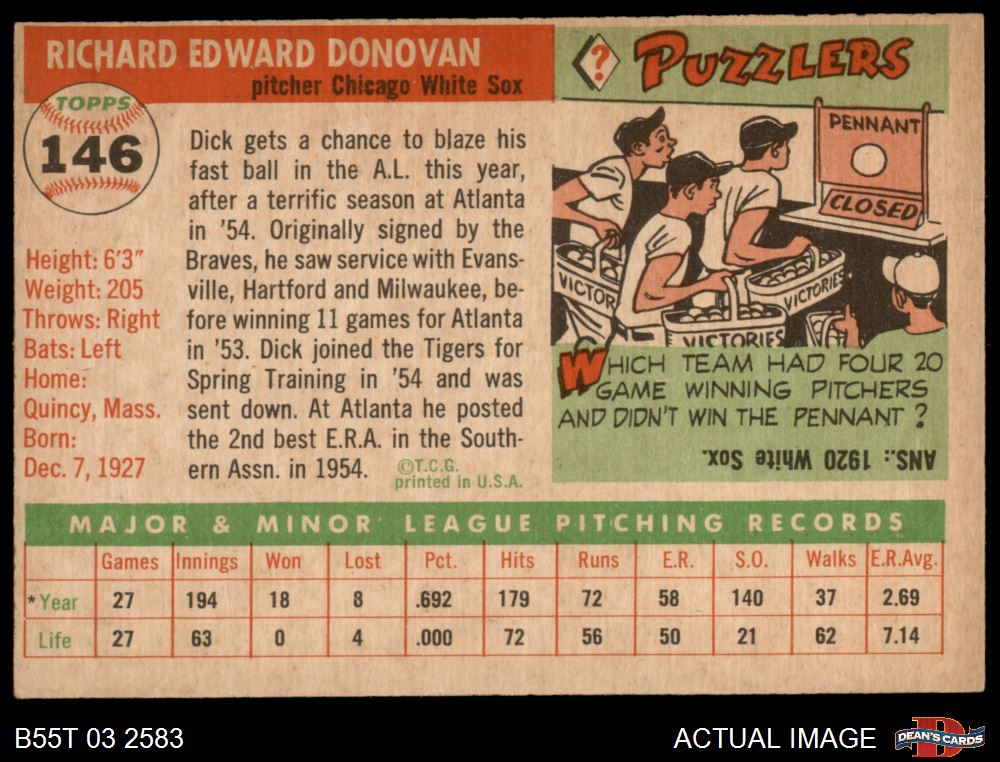 RICHARD EDWARD DONOVAN
pitcher Chicago White Sox
TOPPS
146
Dick gets a chance to blaze his
fast ball in the A.L. this year,
after a terrific season at Atlanta
in '54. Originally signed by the
Braves, he saw service with Evans-
ville, Hartford and Milwaukee, be-
fore winning 11 games for Atlanta
in '53. Dick joined the Tigers for
Spring Training in '54 and was
sent down. At Atlanta he posted
the 2nd best E.R.A. in the South-
ern Assn. in 1954.
©T.C.G.
printed in U.S.A.
Height: 6'3"
Weight: 205
Throws: Right
Bats: Left
Home:
Quincy, Mass.
Born:
Dec. 7, 1927
?
PUZZLERS
PENNANT
CLOSED
VICTOR
VICTORIES
VICTORIES
WHICH TEAM HAD FOUR 20
GAME WINNING PITCHERS
AND DIDN'T WIN THE PENNANT?
ANS.: 1920 White Sox.
MAJOR & MINOR LEAGUE PITCHING RECORDS
Games Innings Won Lost Pct. Hits Runs E.R. S.O. Walks E.R.Avg.
*Year 27 194 18 8 .692 179 72 58 140 37 2.69
Life 27 63 0 4 .000 72 56 50 21 62 7.14
B55T 03 2583
ACTUAL IMAGE
D
DEAN'S CARDS